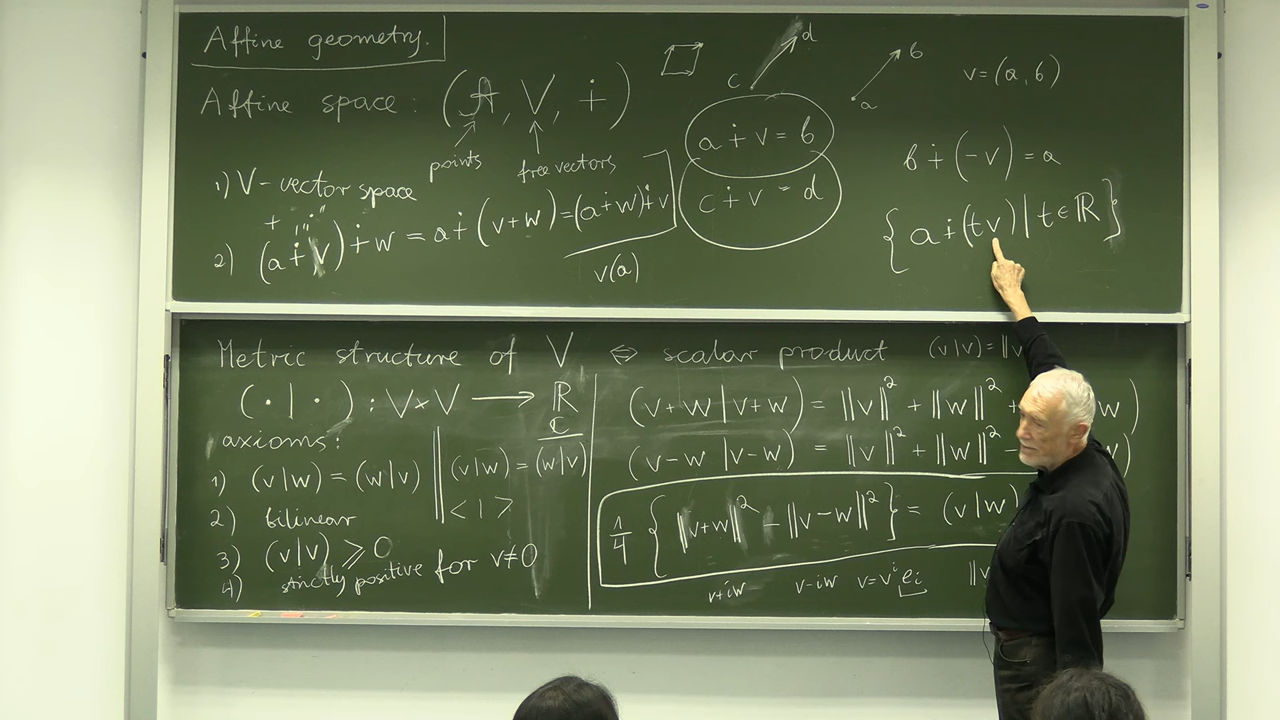 Affine geometry.
Affine space: (A, V, ∔)
points free vectors
1) V-vector space
+ "∔"
2) (a∔v)∔w = a∔(v+w)=(a∔w)∔v
v(a)
c d
a∔v=b
c∔v=d
a b
v=(a,b)
b∔(-v)=a
{a∔(tv)|t∈ℝ}
Metric structure of V ⇔ scalar product (v|v)=‖v
(·|·): V×V → ℝ
ℂ
axioms:
1) (v|w)=(w|v) ‖ (v|w)=(w|v)
<|>
2) bilinear
3) (v|v)⩾0
4) strictly positive for v≠0
(v+w|v+w)=‖v‖²+‖w‖²+ w)
(v-w|v-w)=‖v‖²+‖w‖²- )
1/4{‖v+w‖²-‖v-w‖²}=(v|w)
v+iw v-iw v=vⁱeᵢ ‖v